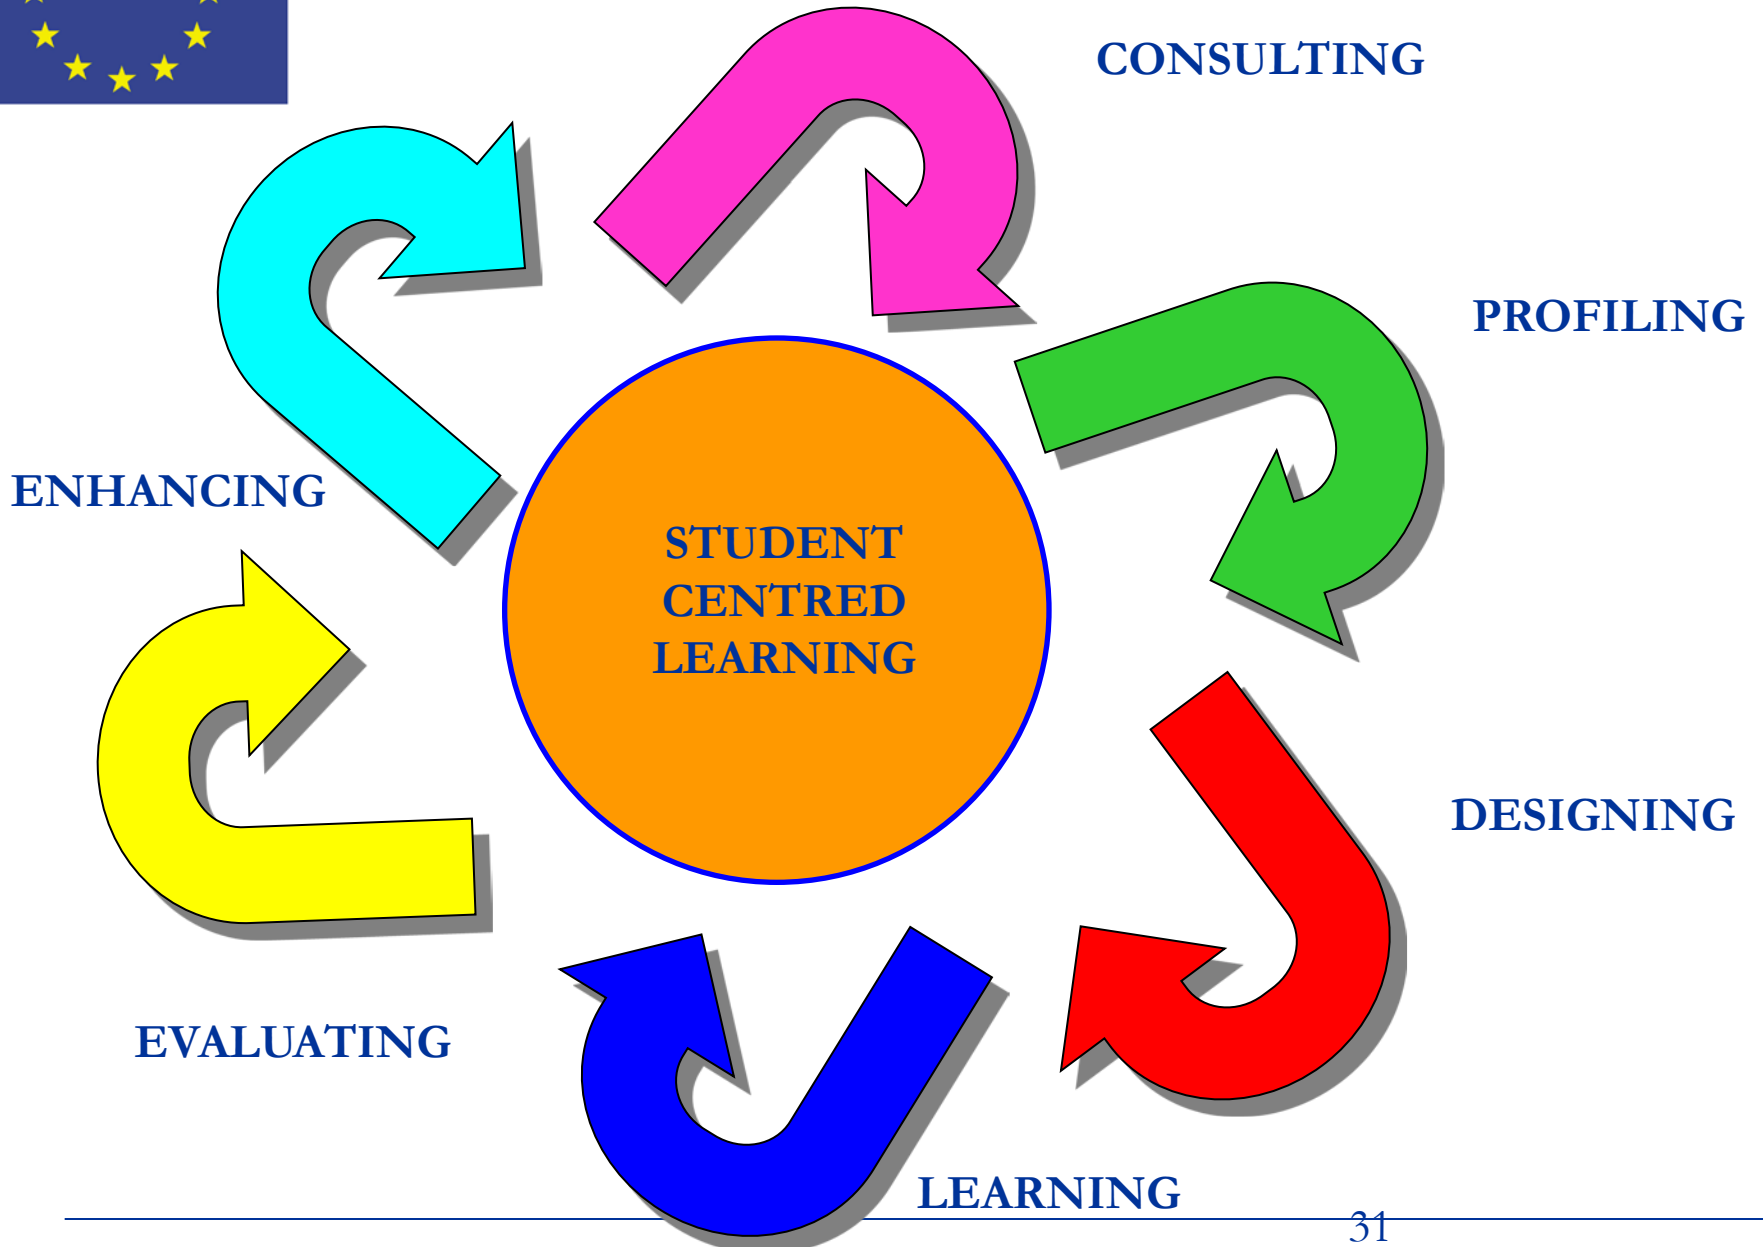 CONSULTING
PROFILING
ENHANCING
STUDENT
CENTRED
LEARNING
DESIGNING
EVALUATING
LEARNING
31